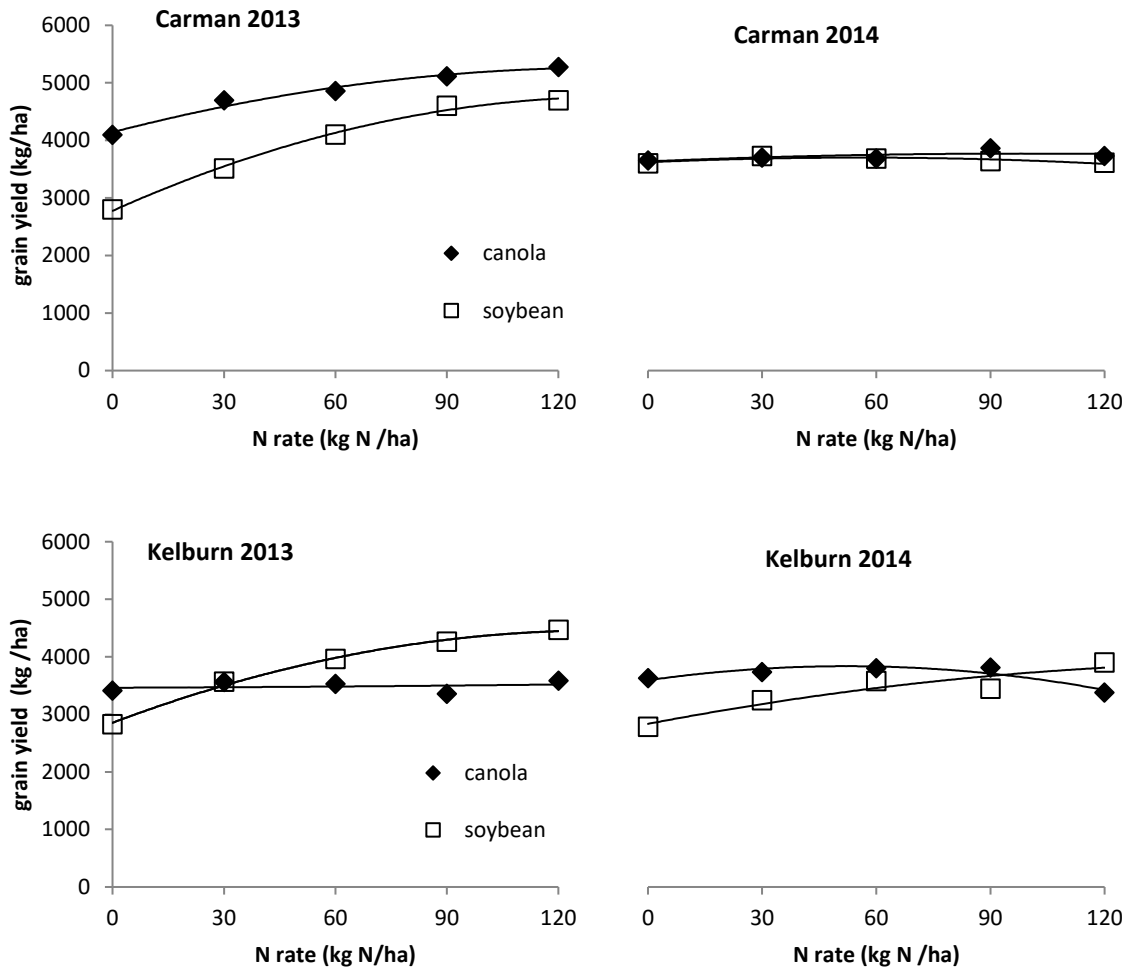 Carman 2013
Carman 2014
grain yield (kg/ha)
6000
5000
4000
3000
2000
1000
0
canola
soybean
0 30 60 90 120
N rate (kg N /ha)
0 30 60 90 120
N rate (kg N/ha)
Kelburn 2013
Kelburn 2014
grain yield (kg /ha)
6000
5000
4000
3000
2000
1000
0
canola
soybean
0 30 60 90 120
N rate (kg N/ha)
0 30 60 90 120
N rate (kg N /ha)